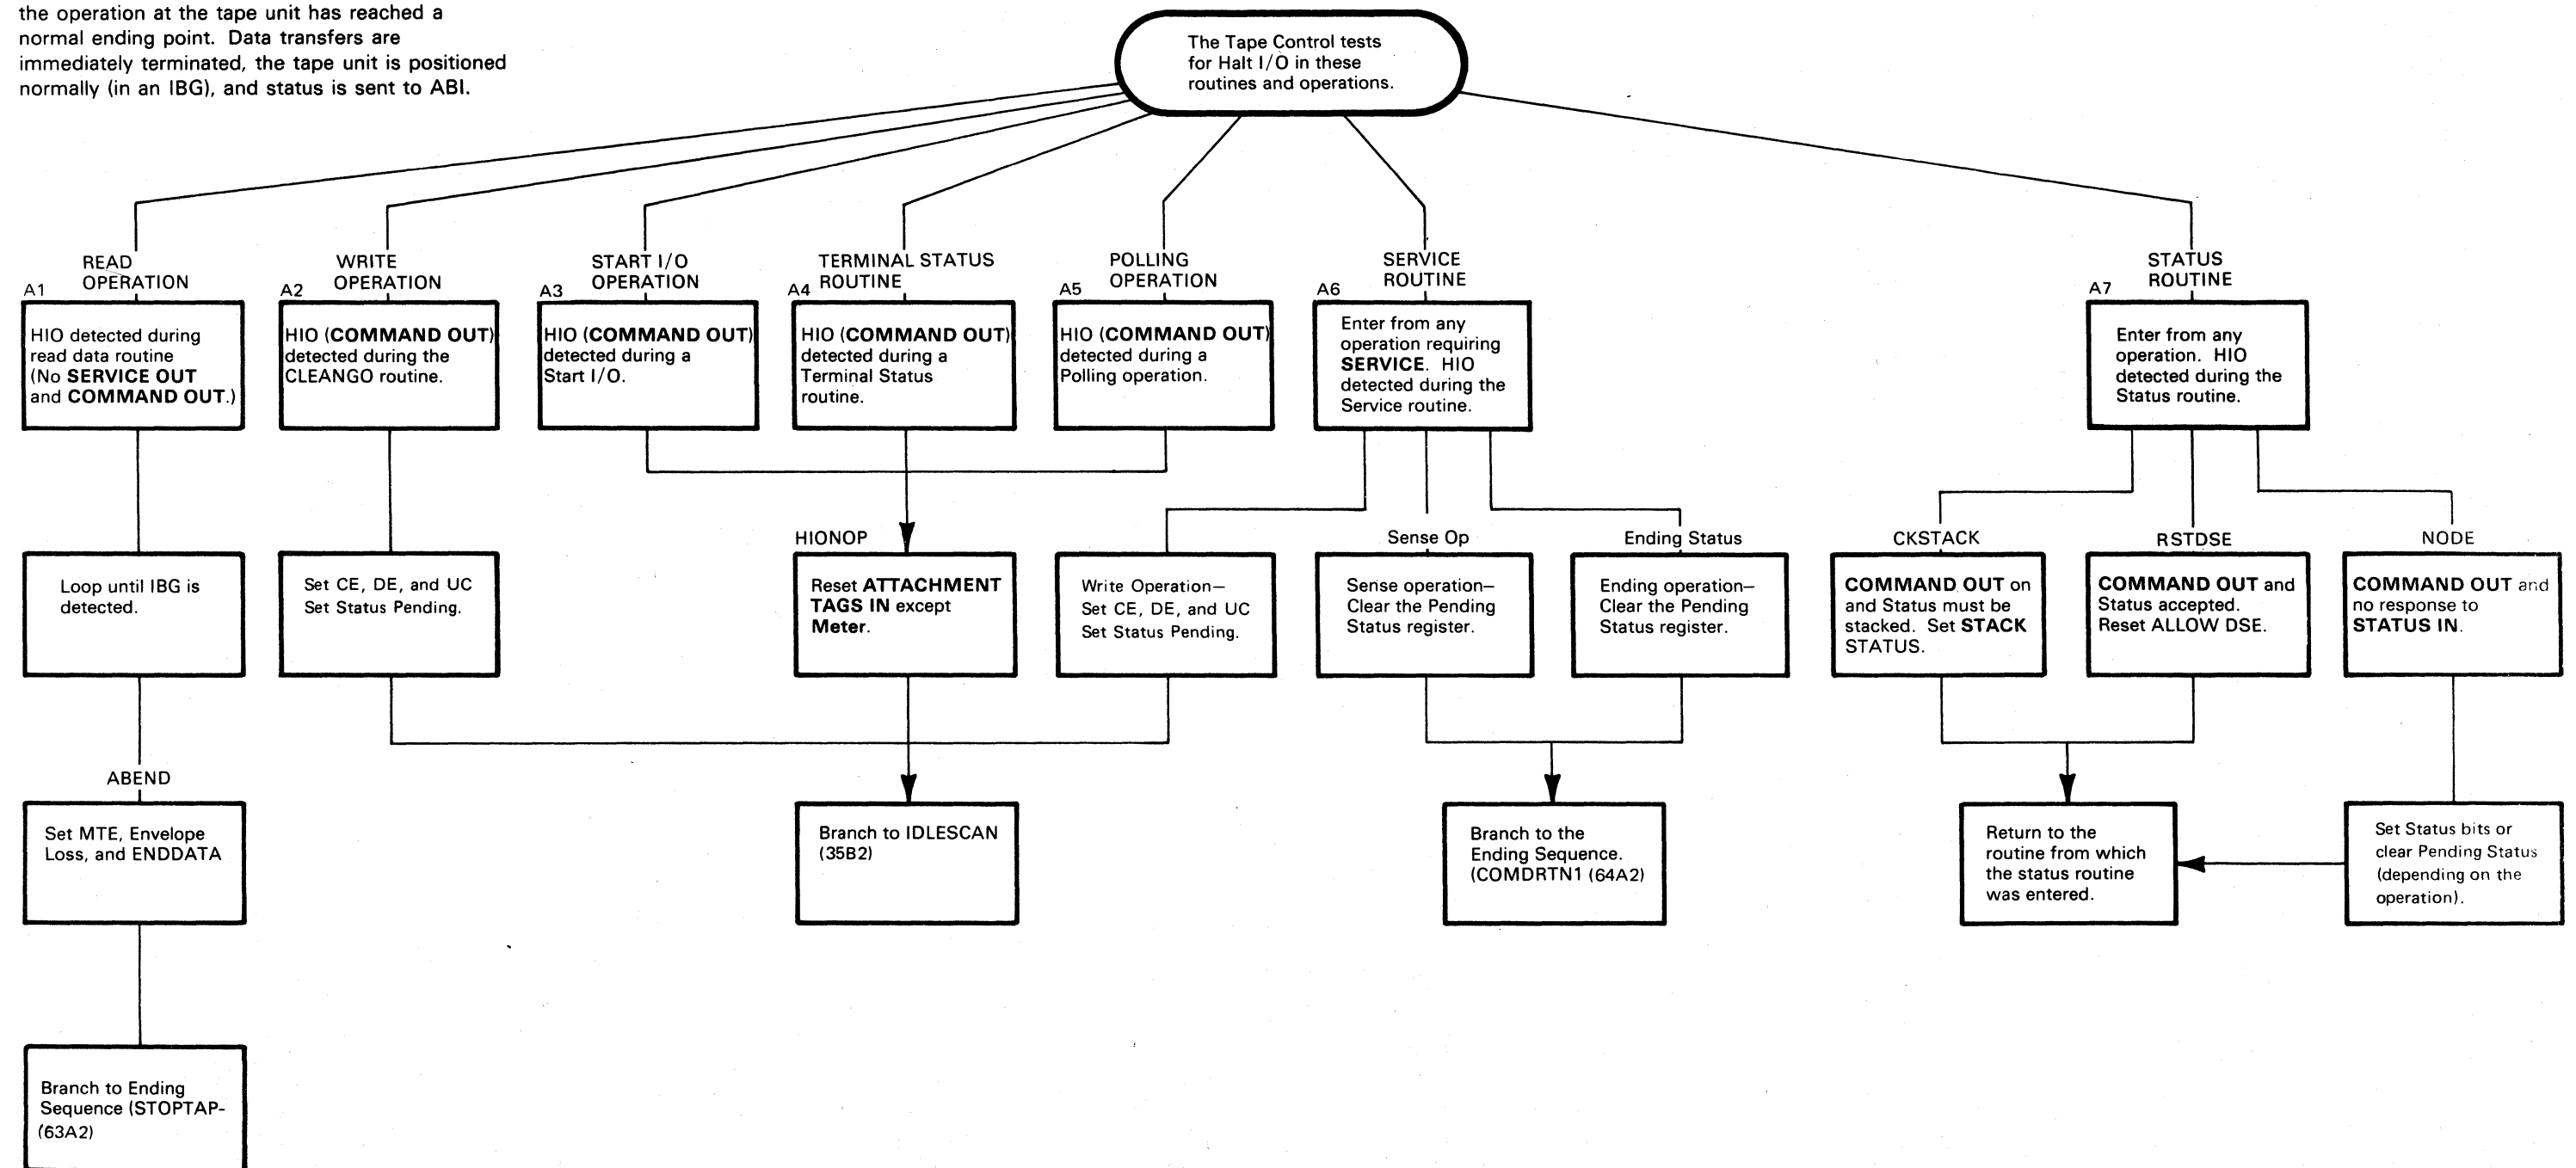 the operation at the tape unit has reached a
normal ending point. Data transfers are
immediately terminated, the tape unit is positioned
normally (in an IBG), and status is sent to ABI.
The Tape Control tests
for Halt I/O in these
routines and operations.
READ
OPERATION
A1
HIO detected during
read data routine
(No SERVICE OUT
and COMMAND OUT.)
WRITE
OPERATION
A2
HIO (COMMAND OUT)
detected during the
CLEANGO routine.
START I/O
OPERATION
A3
HIO (COMMAND OUT)
detected during a
Start I/O.
TERMINAL STATUS
ROUTINE
A4
HIO (COMMAND OUT)
detected during a
Terminal Status
routine.
POLLING
OPERATION
A5
HIO (COMMAND OUT)
detected during a
Polling operation.
SERVICE
ROUTINE
A6
Enter from any
operation requiring
SERVICE. HIO
detected during the
Service routine.
STATUS
ROUTINE
A7
Enter from any
operation. HIO
detected during the
Status routine.
Loop until IBG is
detected.
Set CE, DE, and UC
Set Status Pending.
HIONOP
Reset ATTACHMENT
TAGS IN except
Meter.
Write Operation—
Set CE, DE, and UC
Set Status Pending.
Sense Op
Sense operation—
Clear the Pending
Status register.
Ending Status
Ending operation—
Clear the Pending
Status register.
CKSTACK
COMMAND OUT on
and Status must be
stacked. Set STACK
STATUS.
RSTDSE
COMMAND OUT and
Status accepted.
Reset ALLOW DSE.
NODE
COMMAND OUT and
no response to
STATUS IN.
ABEND
Set MTE, Envelope
Loss, and ENDDATA
Branch to IDLESCAN
(35B2)
Branch to the
Ending Sequence.
(COMDRTN1 (64A2)
Return to the
routine from which
the status routine
was entered.
Set Status bits or
clear Pending Status
(depending on the
operation).
Branch to Ending
Sequence (STOPTAP-
(63A2)